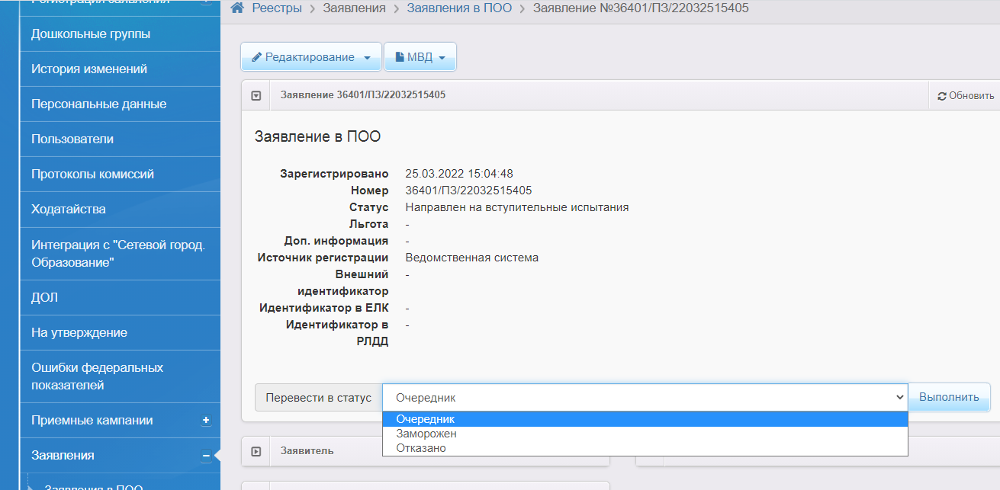 Регистрация заявления
Дошкольные группы
История изменений
Персональные данные
Пользователи
Протоколы комиссий
Ходатайства
Интеграция с "Сетевой город.
Образование"
ДОЛ
На утверждение
Ошибки федеральных
показателей
Приемные кампании
Заявления
Заявления в ПОО
Реестры > Заявления > Заявления в ПОО > Заявление №36401/ПЗ/22032515405
Редактирование МВД
Заявление 36401/ПЗ/22032515405 Обновить
Заявление в ПОО
Зарегистрировано 25.03.2022 15:04:48
Номер 36401/ПЗ/22032515405
Статус Направлен на вступительные испытания
Льгота -
Доп. информация -
Источник регистрации Ведомственная система
Внешний -
идентификатор
Идентификатор в ЕЛК -
Идентификатор в -
РЛДД
Перевести в статус Очередник Выполнить
Очередник
Заморожен
Отказано
Заявитель